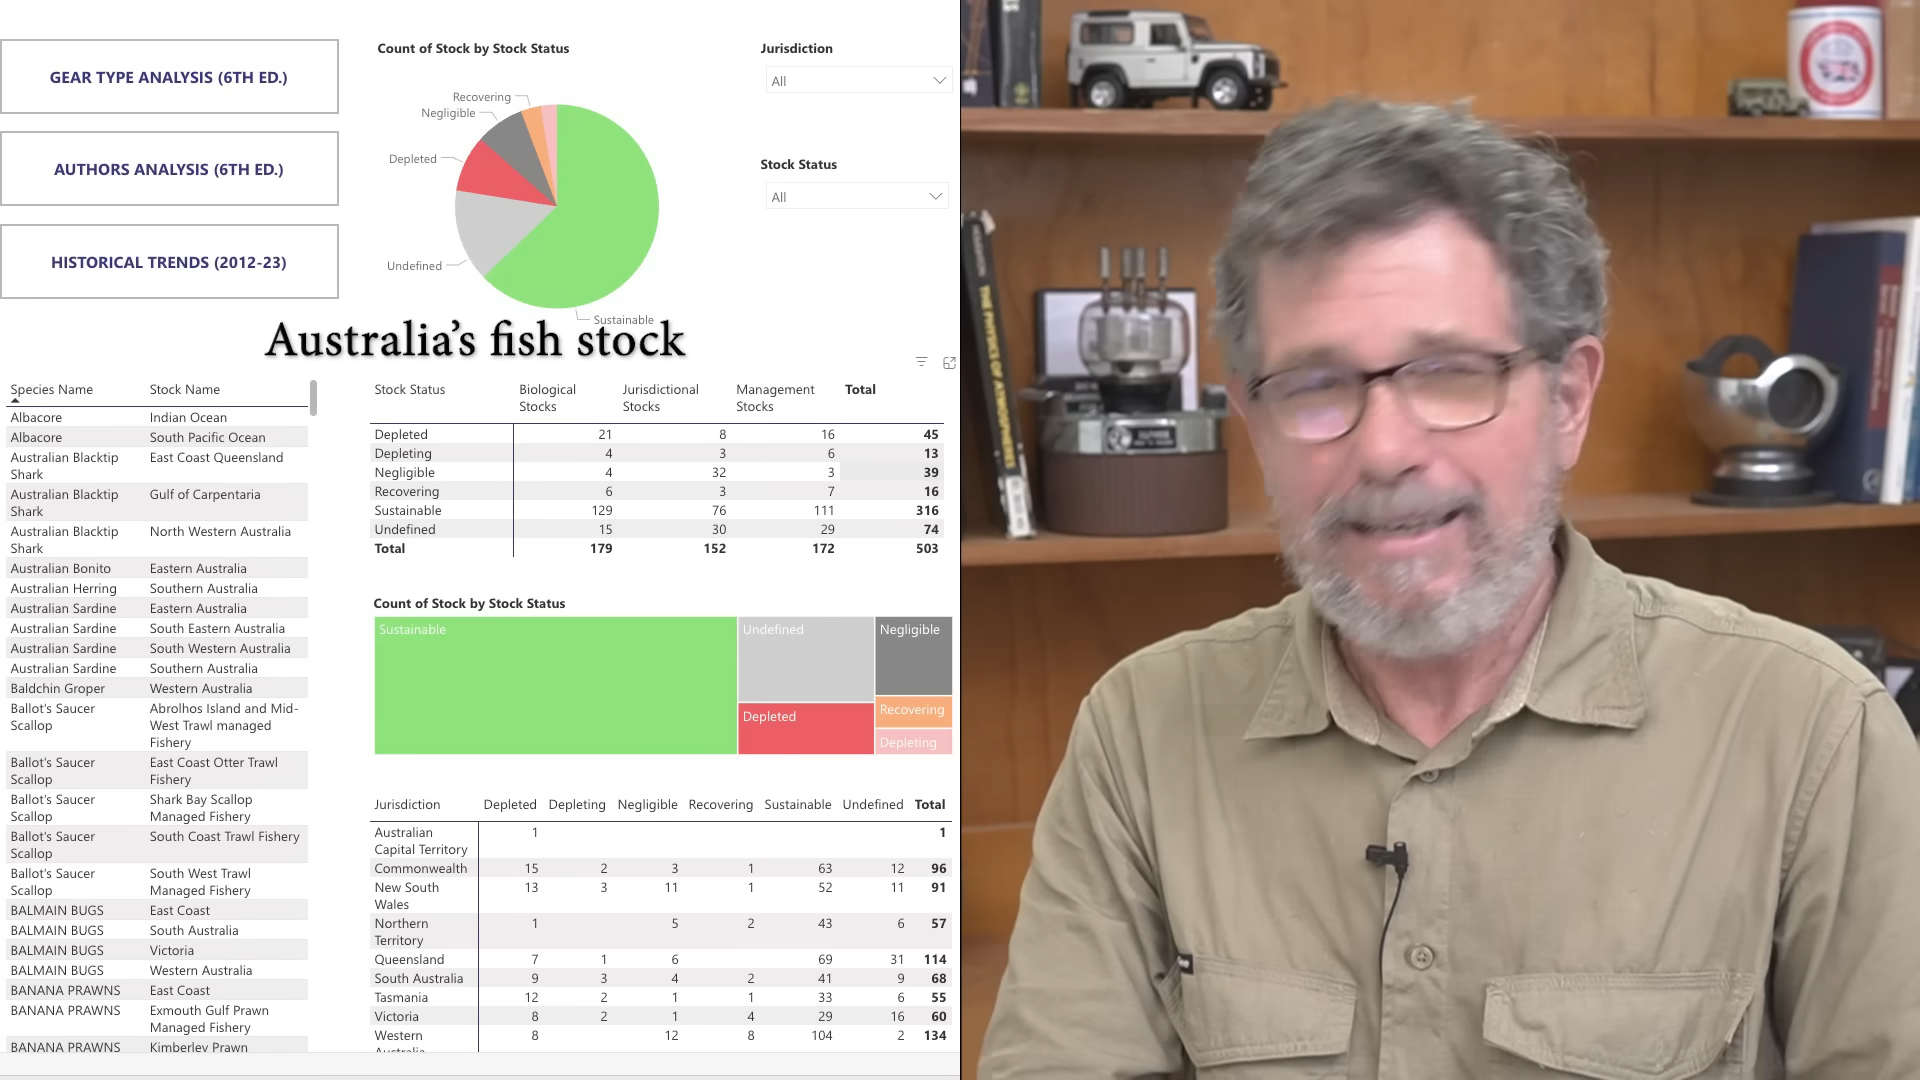 GEAR TYPE ANALYSIS (6TH ED.)
AUTHORS ANALYSIS (6TH ED.)
HISTORICAL TRENDS (2012-23)
Count of Stock by Stock Status
Recovering
Negligible
Depleted
Undefined
Sustainable
Jurisdiction
All
Stock Status
All
Australia's fish stock
Species Name Stock Name
Albacore Indian Ocean
Albacore South Pacific Ocean
Australian Blacktip East Coast Queensland
Shark
Australian Blacktip Gulf of Carpentaria
Shark
Australian Blacktip North Western Australia
Shark
Australian Bonito Eastern Australia
Australian Herring Southern Australia
Australian Sardine Eastern Australia
Australian Sardine South Eastern Australia
Australian Sardine South Western Australia
Australian Sardine Southern Australia
Baldchin Groper Western Australia
Ballot's Saucer Abrolhos Island and Mid-
Scallop West Trawl managed
Fishery
Ballot's Saucer East Coast Otter Trawl
Scallop Fishery
Ballot's Saucer Shark Bay Scallop
Scallop Managed Fishery
Ballot's Saucer South Coast Trawl Fishery
Scallop
Ballot's Saucer South West Trawl
Scallop Managed Fishery
BALMAIN BUGS East Coast
BALMAIN BUGS South Australia
BALMAIN BUGS Victoria
BALMAIN BUGS Western Australia
BANANA PRAWNS East Coast
BANANA PRAWNS Exmouth Gulf Prawn
Managed Fishery
BANANA PRAWNS Kimberley Prawn
Stock Status Biological Jurisdictional Management Total
Stocks Stocks Stocks
Depleted 21 8 16 45
Depleting 4 3 6 13
Negligible 4 32 3 39
Recovering 6 3 7 16
Sustainable 129 76 111 316
Undefined 15 30 29 74
Total 179 152 172 503
Count of Stock by Stock Status
Sustainable Undefined Negligible
Depleted Recovering
Depleting
Jurisdiction Depleted Depleting Negligible Recovering Sustainable Undefined Total
Australian 1 1
Capital Territory
Commonwealth 15 2 3 1 63 12 96
New South 13 3 11 1 52 11 91
Wales
Northern 1 5 2 43 6 57
Territory
Queensland 7 1 6 69 31 114
South Australia 9 3 4 2 41 9 68
Tasmania 12 2 1 1 33 6 55
Victoria 8 2 1 4 29 16 60
Western 8 12 8 104 2 134
Australia